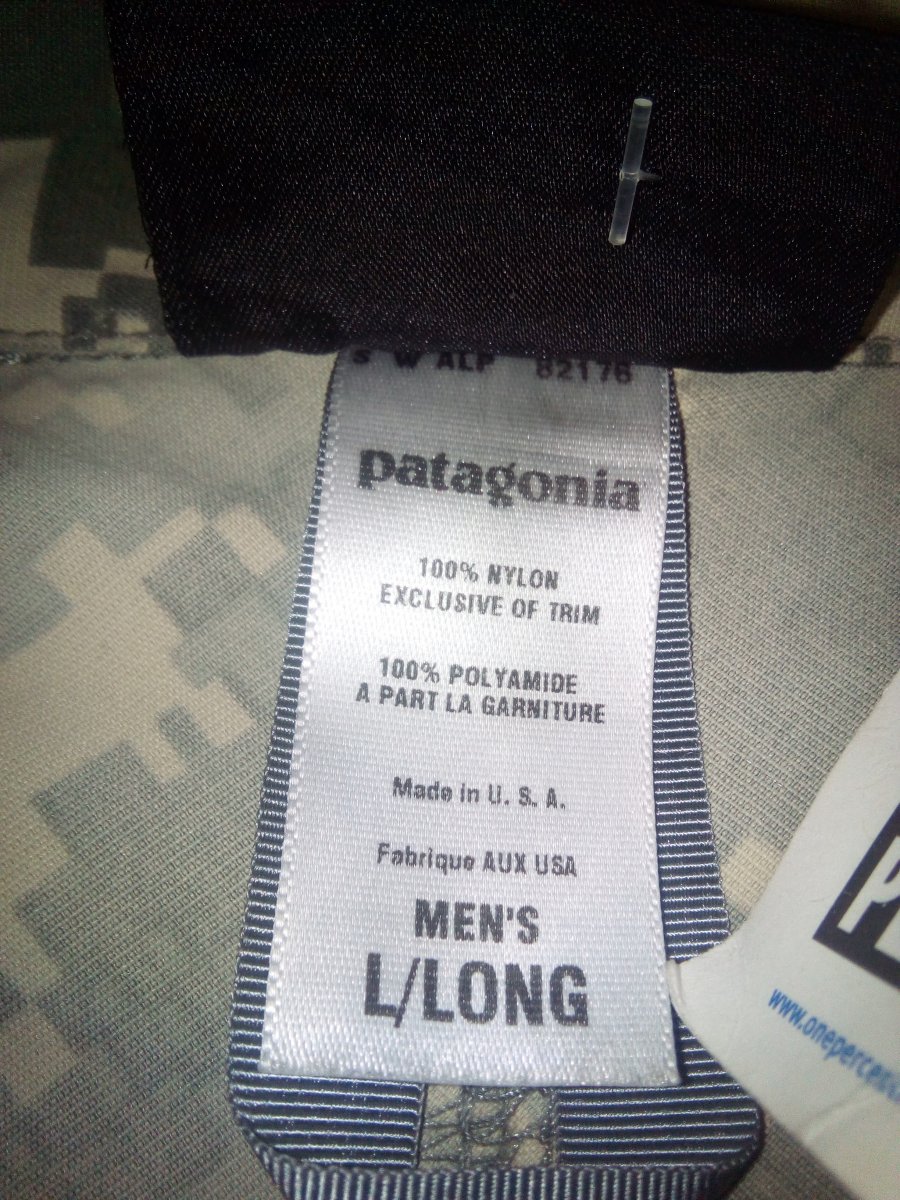 S W ALP 82176
patagonia
100% NYLON
EXCLUSIVE OF TRIM
100% POLYAMIDE
A PART LA GARNITURE
Made in U. S. A.
Fabrique AUX USA
MEN'S
L/LONG
www.onepercent